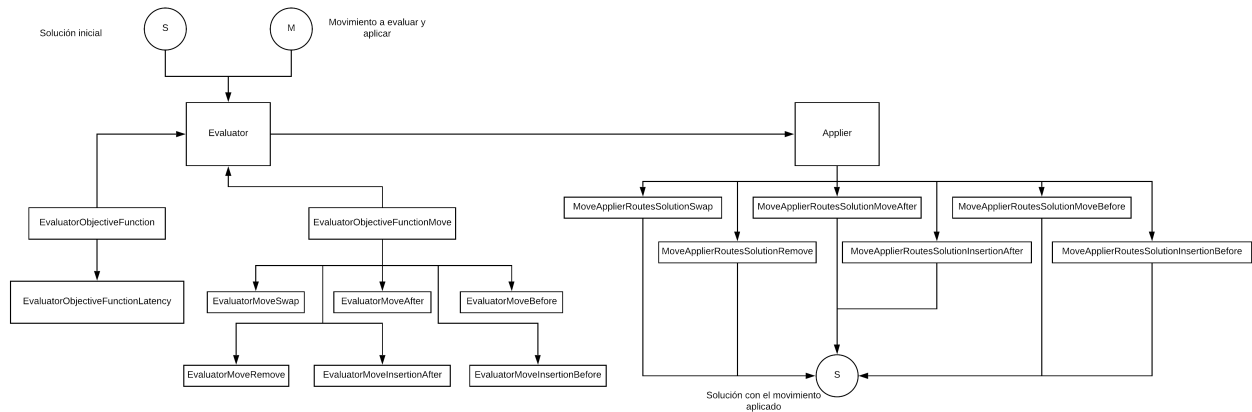 Solución inicial
S
M
Movimiento a evaluar y
aplicar
Evaluator
Applier
EvaluatorObjectiveFunction
EvaluatorObjectiveFunctionMove
EvaluatorObjectiveFunctionLatency
EvaluatorMoveSwap
EvaluatorMoveAfter
EvaluatorMoveBefore
EvaluatorMoveRemove
EvaluatorMoveInsertionAfter
EvaluatorMoveInsertionBefore
MoveApplierRoutesSolutionSwap
MoveApplierRoutesSolutionMoveAfter
MoveApplierRoutesSolutionMoveBefore
MoveApplierRoutesSolutionRemove
MoveApplierRoutesSolutionInsertionAfter
MoveApplierRoutesSolutionInsertionBefore
S
Solución con el movimiento
aplicado